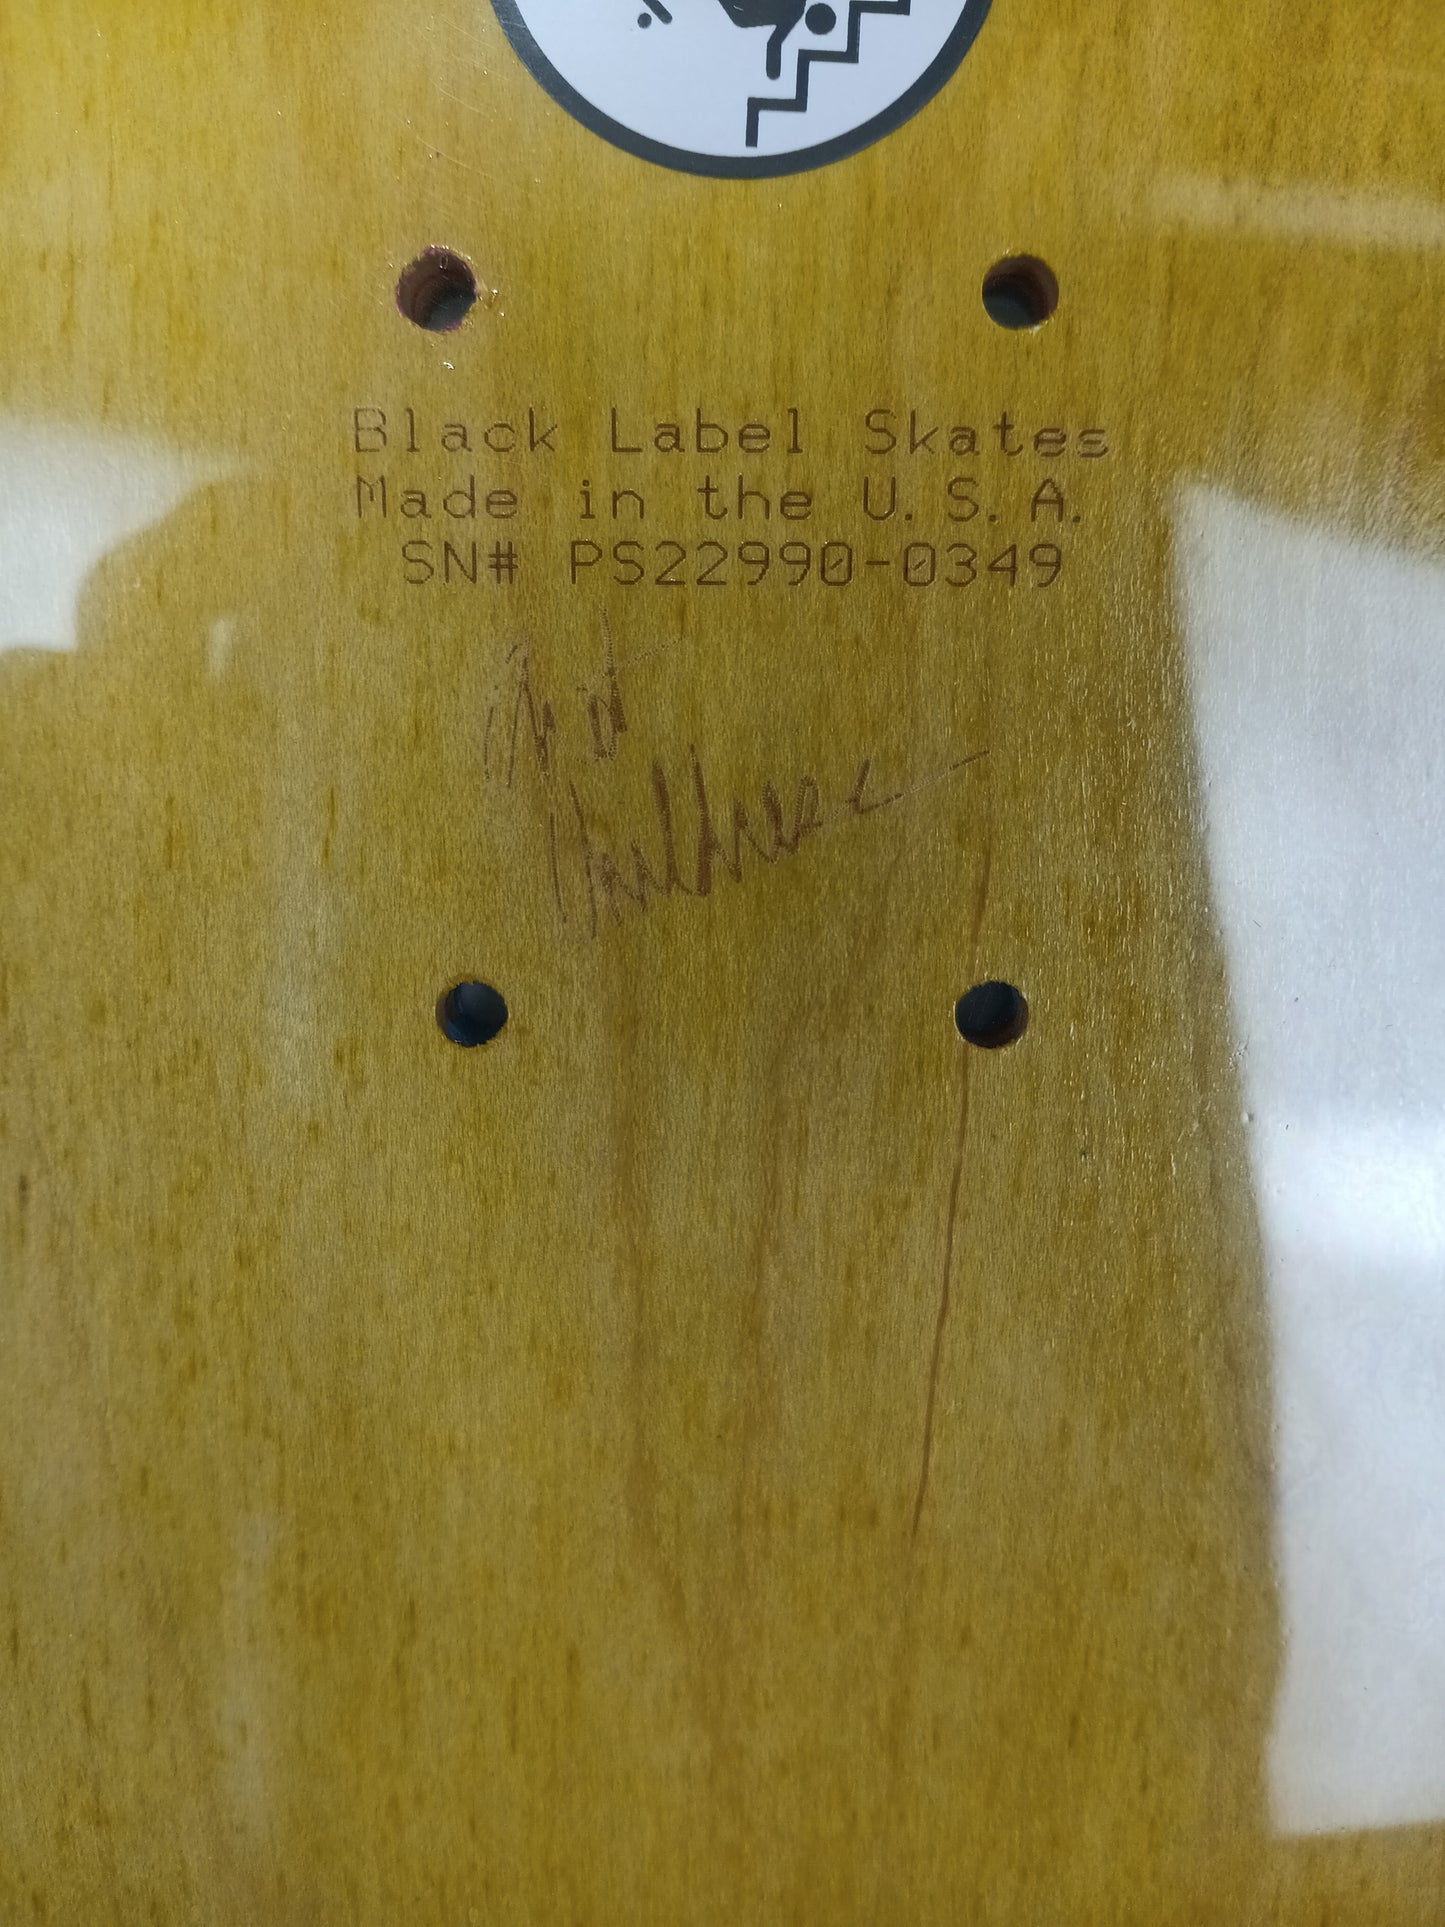 Black Label Skates
Made in the U.S.A.
SN# PS22990-0349